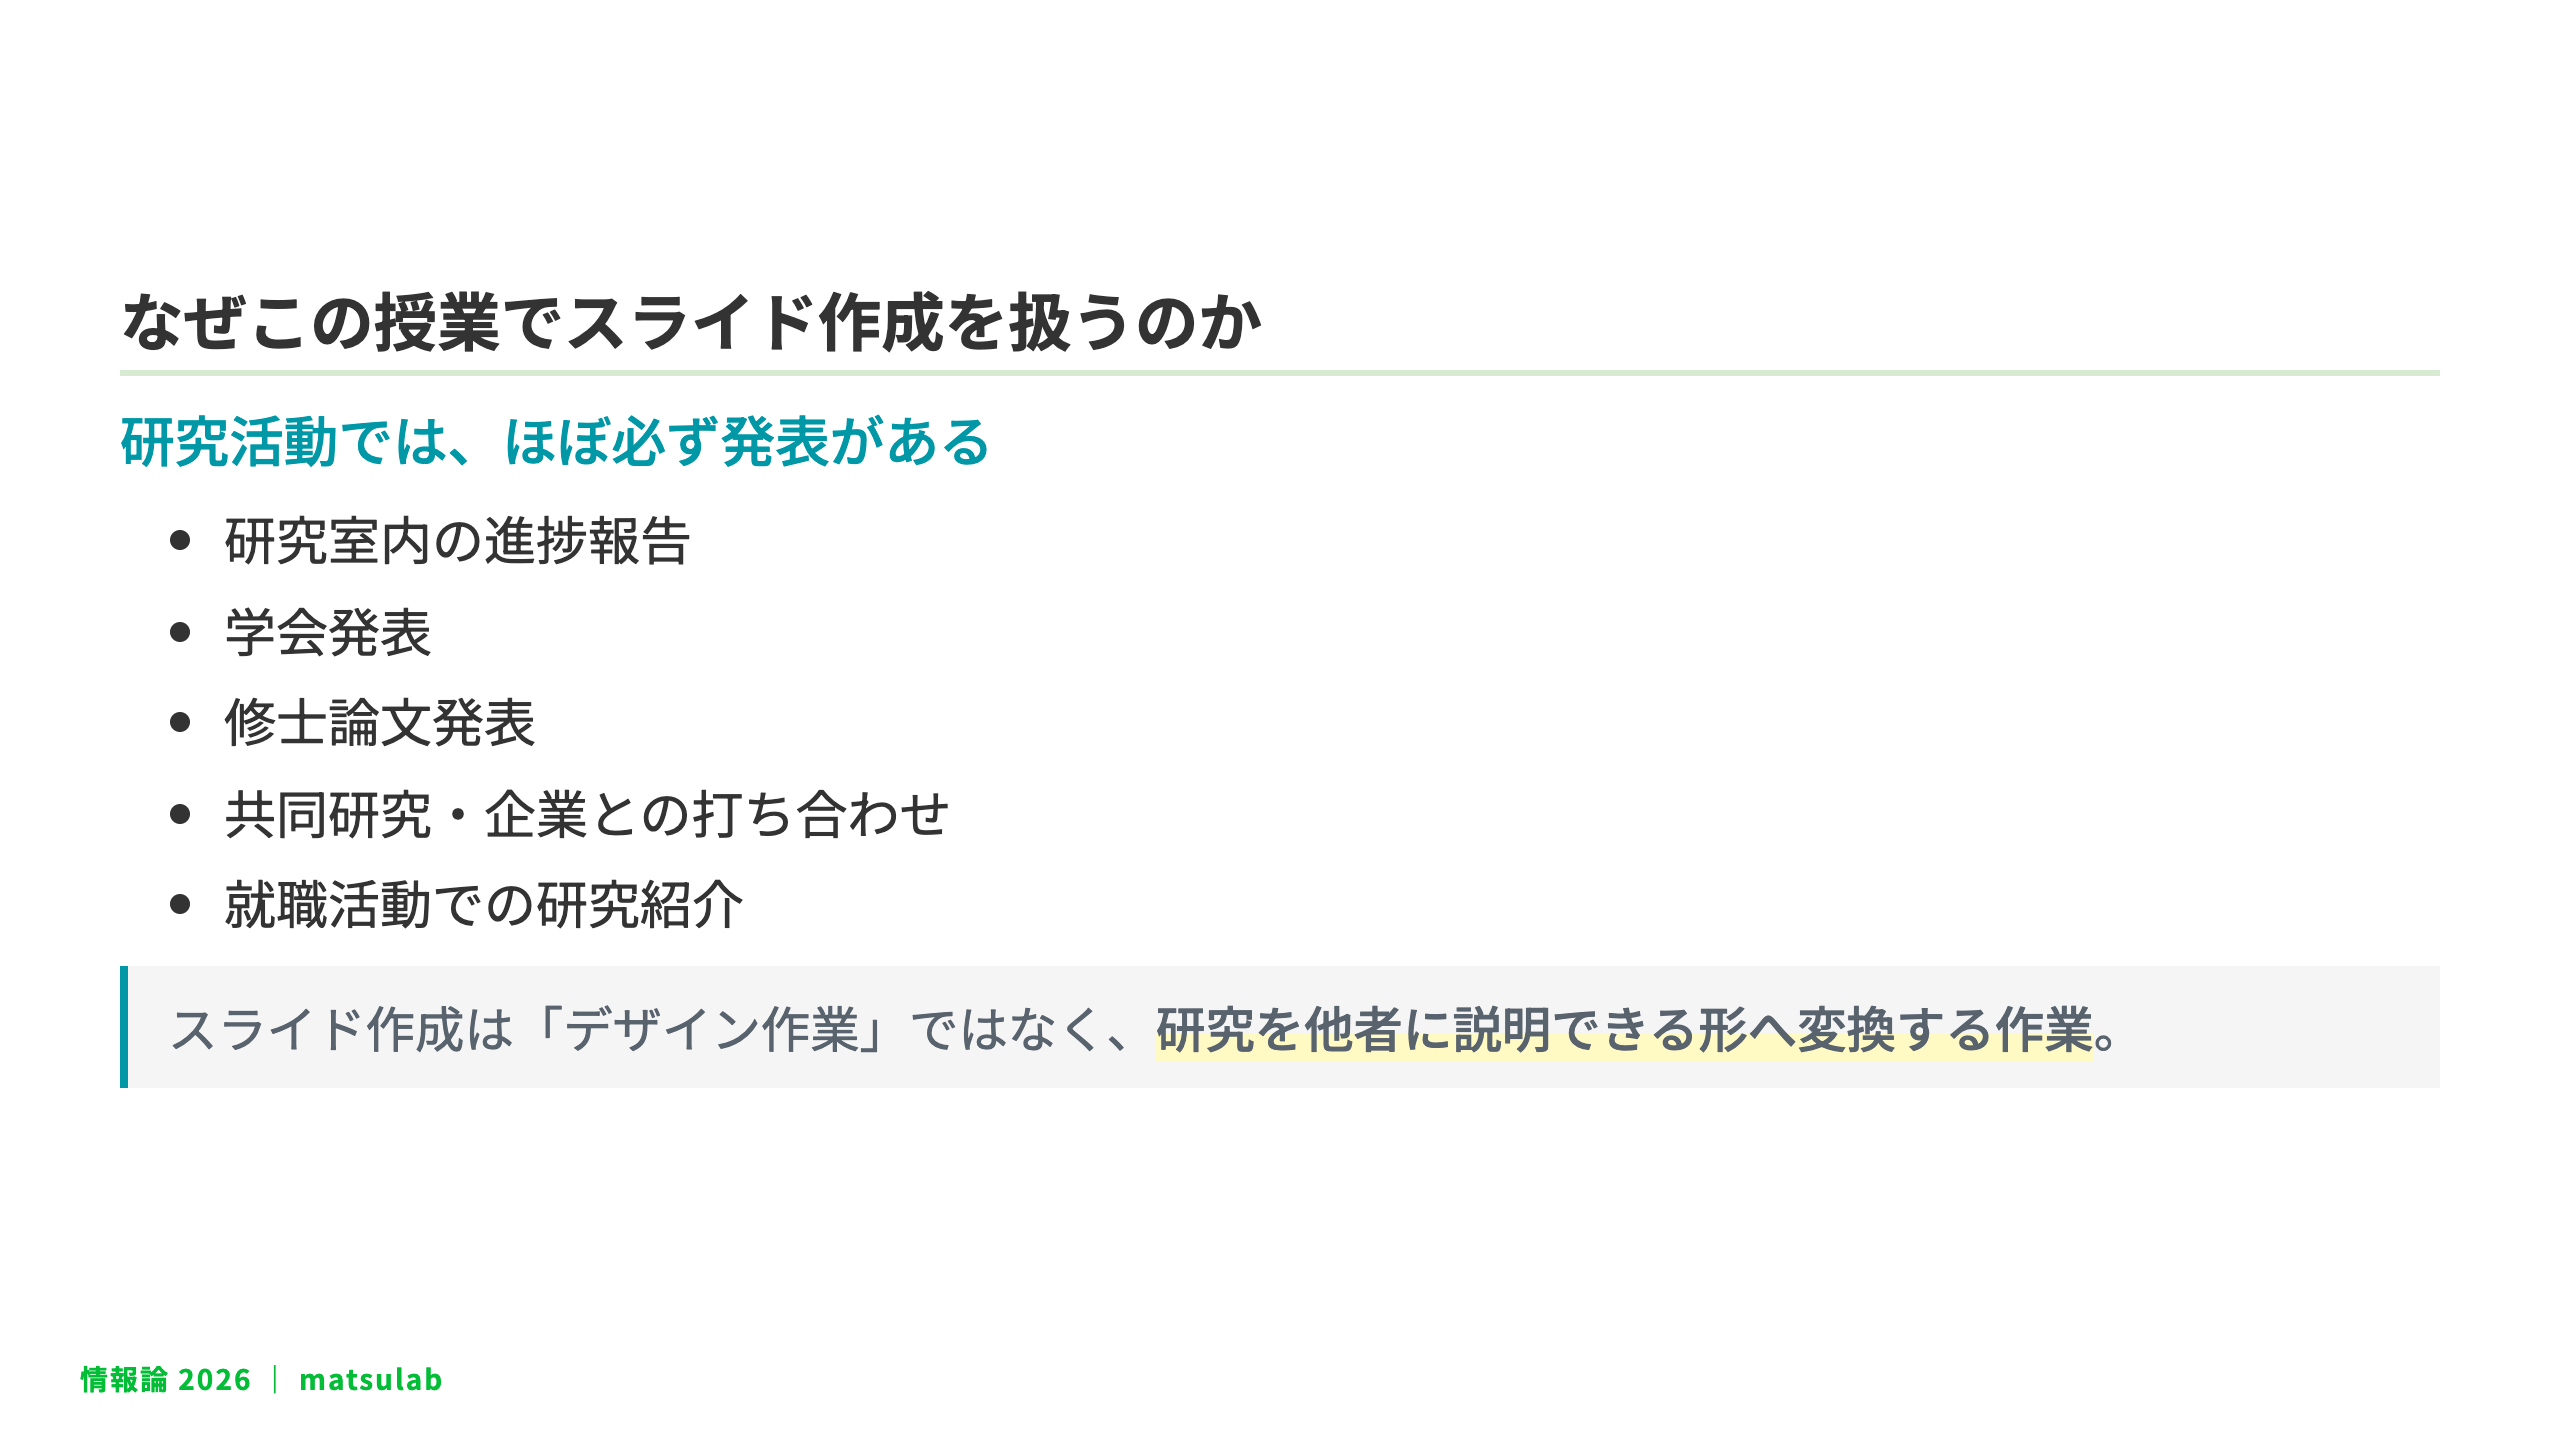 なぜこの授業でスライド作成を扱うのか
研究活動では、ほぼ必ず発表がある
• 研究室内の進捗報告
• 学会発表
• 修士論文発表
• 共同研究・企業との打ち合わせ
• 就職活動での研究紹介
スライド作成は「デザイン作業」ではなく、研究を他者に説明できる形へ変換する作業。
情報論 2026 ｜ matsulab